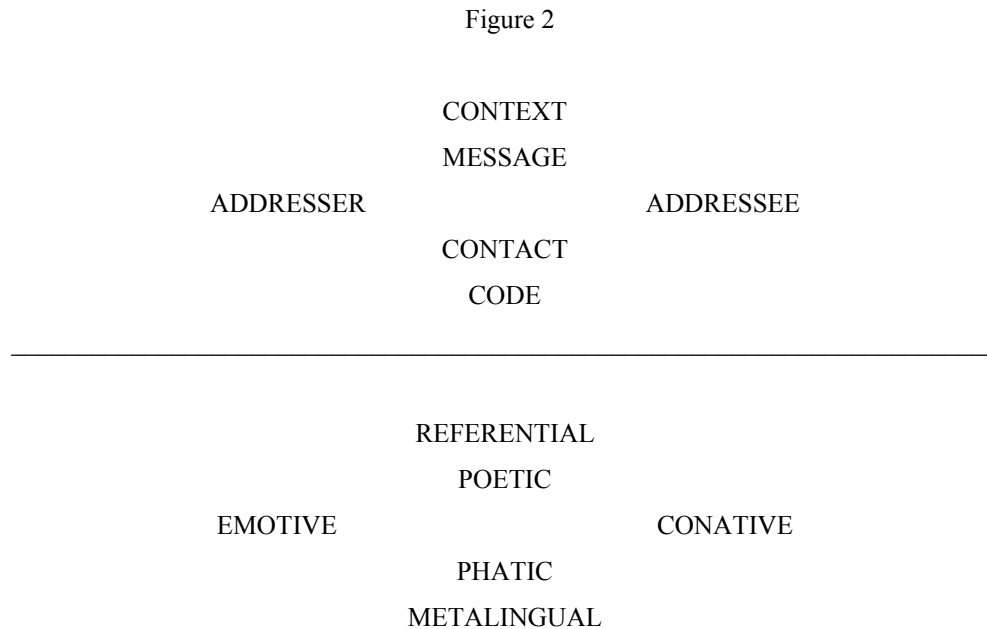 Figure 2
CONTEXT
MESSAGE
ADDRESSER ADDRESSEE
CONTACT
CODE
REFERENTIAL
POETIC
EMOTIVE CONATIVE
PHATIC
METALINGUAL